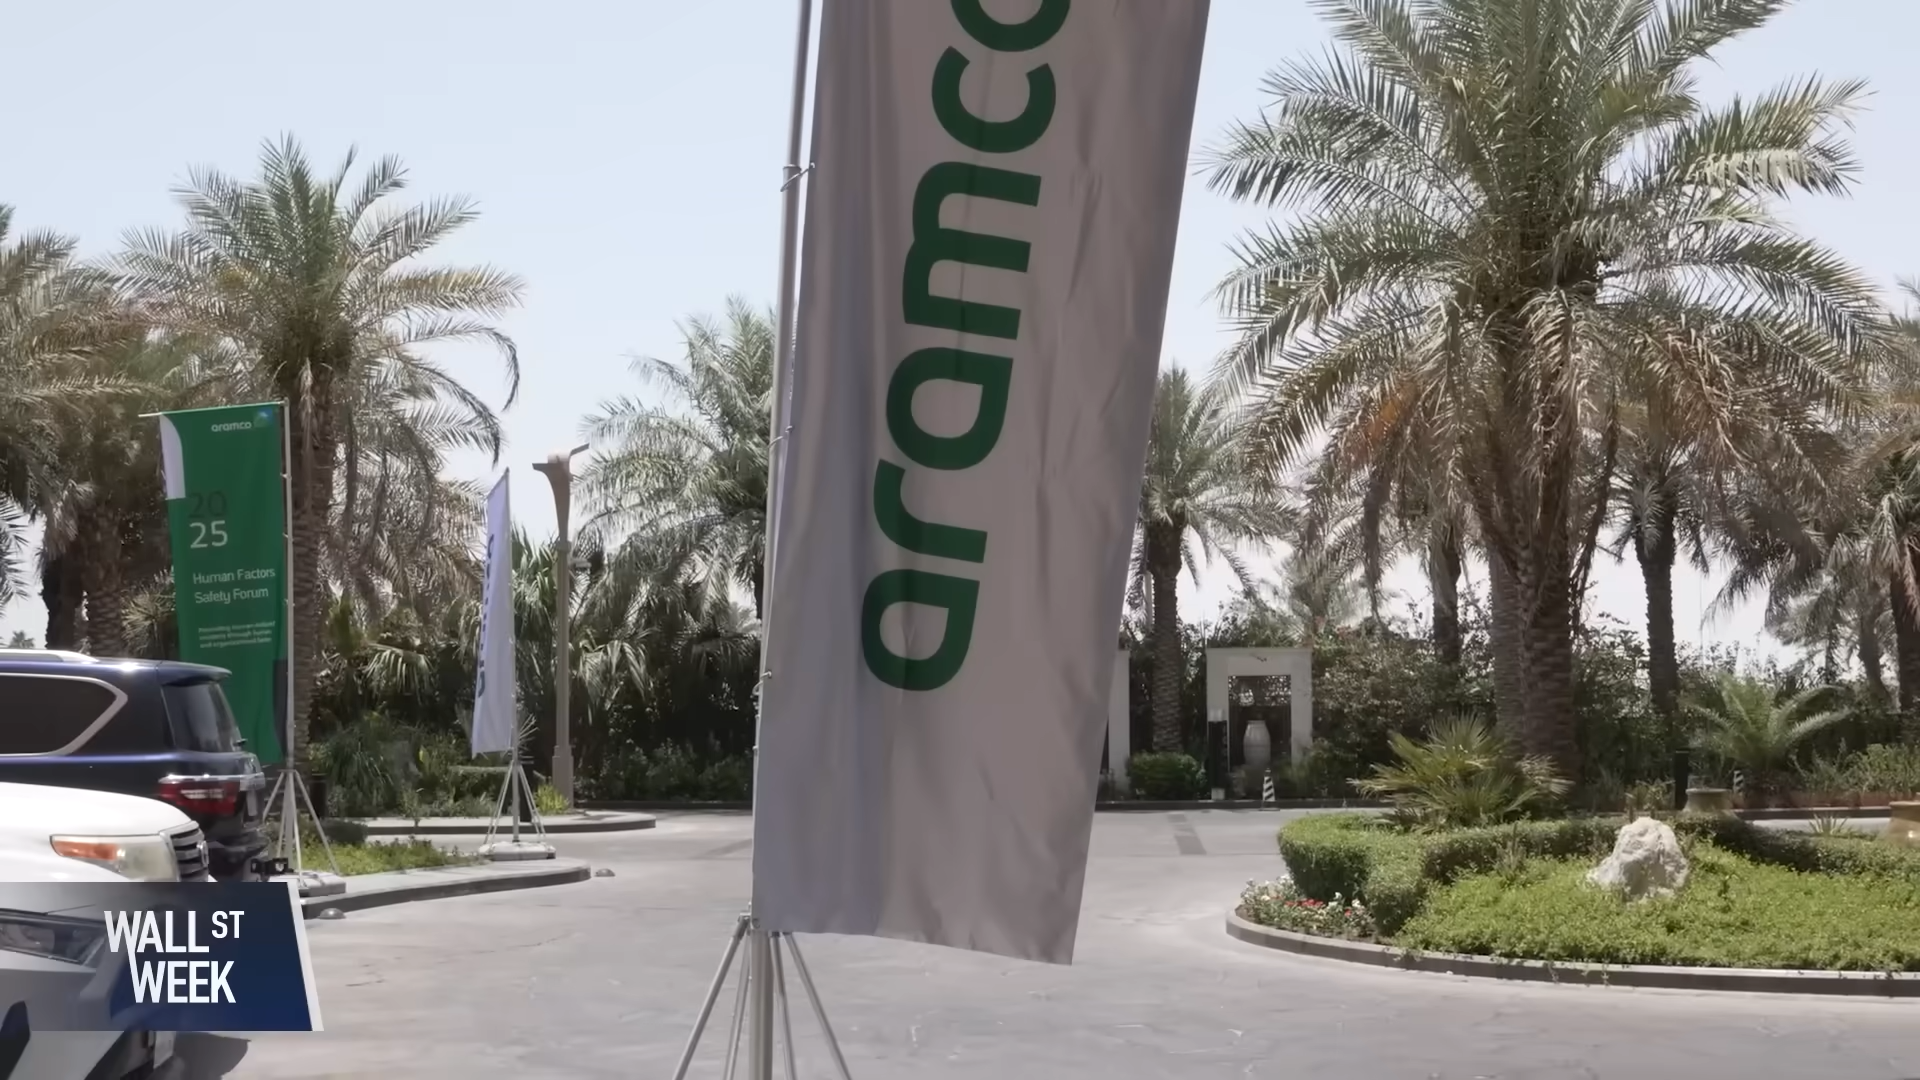 aramco
aramco
20
25
Human Factors
Safety Forum
WALL ST
WEEK